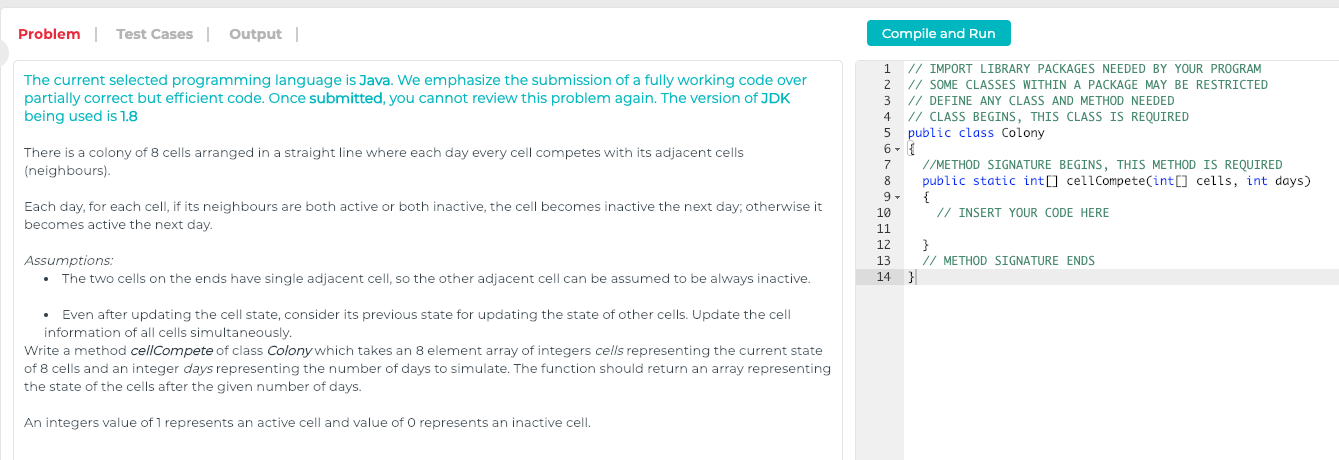 Problem | Test Cases | Output |
Compile and Run
The current selected programming language is Java. We emphasize the submission of a fully working code over
partially correct but efficient code. Once submitted, you cannot review this problem again. The version of JDK
being used is 1.8
There is a colony of 8 cells arranged in a straight line where each day every cell competes with its adjacent cells
(neighbours).
Each day, for each cell, if its neighbours are both active or both inactive, the cell becomes inactive the next day; otherwise it
becomes active the next day.
Assumptions:
• The two cells on the ends have single adjacent cell, so the other adjacent cell can be assumed to be always inactive.
• Even after updating the cell state, consider its previous state for updating the state of other cells. Update the cell
information of all cells simultaneously.
Write a method cellCompete of class Colony which takes an 8 element array of integers cells representing the current state
of 8 cells and an integer days representing the number of days to simulate. The function should return an array representing
the state of the cells after the given number of days.
An integers value of 1 represents an active cell and value of 0 represents an inactive cell.
1 // IMPORT LIBRARY PACKAGES NEEDED BY YOUR PROGRAM
2 // SOME CLASSES WITHIN A PACKAGE MAY BE RESTRICTED
3 // DEFINE ANY CLASS AND METHOD NEEDED
4 // CLASS BEGINS, THIS CLASS IS REQUIRED
5 public class Colony
6 {
7 //METHOD SIGNATURE BEGINS, THIS METHOD IS REQUIRED
8 public static int[] cellCompete(int[] cells, int days)
9 {
10 // INSERT YOUR CODE HERE
11
12 }
13 // METHOD SIGNATURE ENDS
14 }